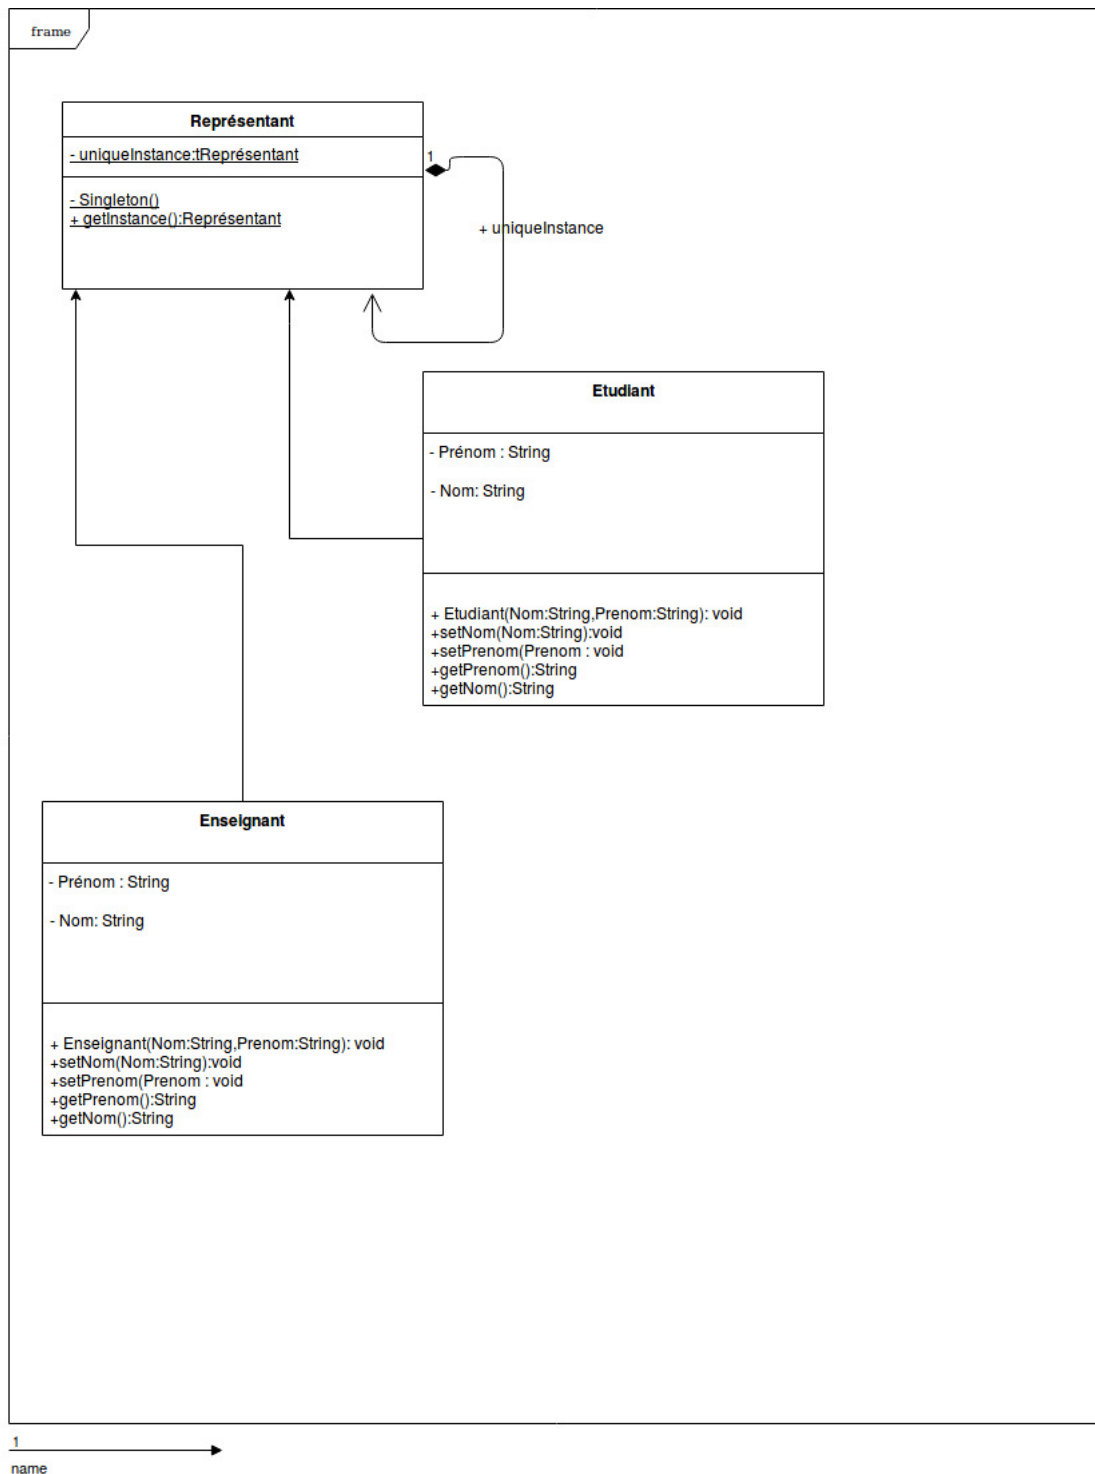 frame
Représentant
- uniqueInstance:tReprésentant
1
- Singleton()
+ getInstance():Représentant
+ uniqueInstance
Etudiant
- Prénom : String
- Nom: String
+ Etudiant(Nom:String,Prenom:String): void
+setNom(Nom:String):void
+setPrenom(Prenom : void
+getPrenom():String
+getNom():String
Enseignant
- Prénom : String
- Nom: String
+ Enseignant(Nom:String,Prenom:String): void
+setNom(Nom:String):void
+setPrenom(Prenom : void
+getPrenom():String
+getNom():String
1
name